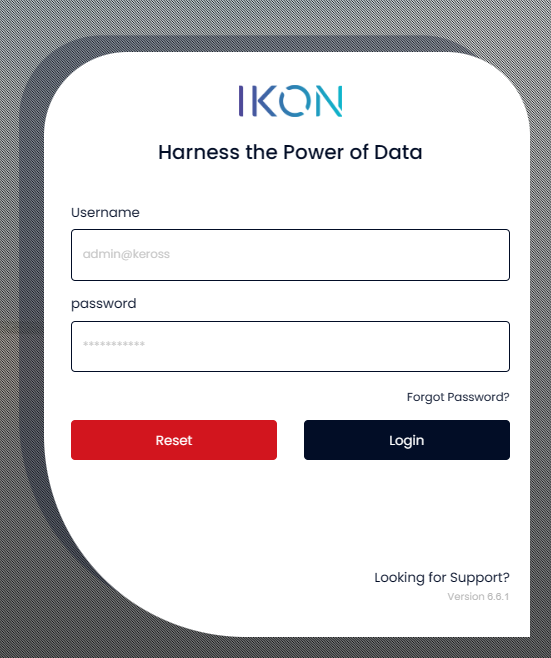 IKON
Harness the Power of Data
Username
admin@keross
password
***********
Forgot Password?
Reset Login
Looking for Support?
Version 6.6.1